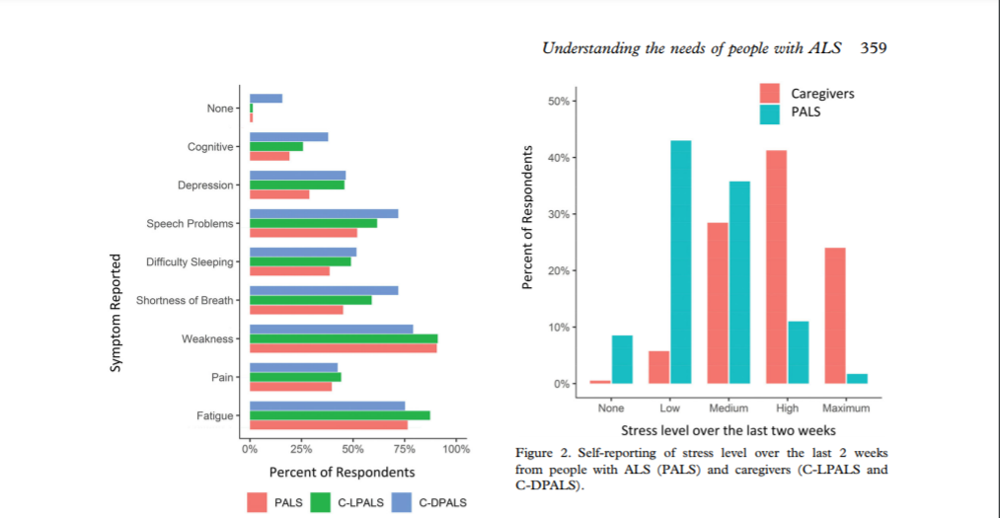 Understanding the needs of people with ALS 359
None
Cognitive
Depression
Speech Problems
Difficulty Sleeping
Shortness of Breath
Weakness
Pain
Fatigue
Symptom Reported
0% 25% 50% 75% 100%
Percent of Respondents
PALS C-LPALS C-DPALS
Caregivers
PALS
50%
40%
30%
20%
10%
0%
Percent of Respondents
None Low Medium High Maximum
Stress level over the last two weeks
Figure 2. Self-reporting of stress level over the last 2 weeks
from people with ALS (PALS) and caregivers (C-LPALS and
C-DPALS).